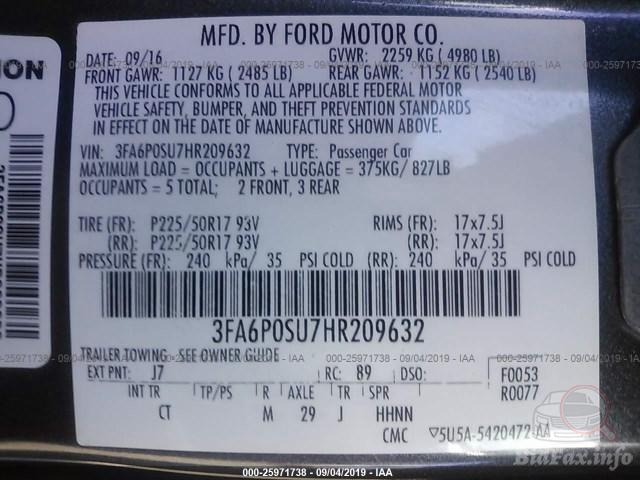 MFD. BY FORD MOTOR CO.
DATE: 09/16 GVWR: 2259 KG ( 4980 LB)
FRONT GAWR: 1127 KG ( 2485 LB) REAR GAWR: 1152 KG ( 2540 LB)
THIS VEHICLE CONFORMS TO ALL APPLICABLE FEDERAL MOTOR
VEHICLE SAFETY, BUMPER, AND THEFT PREVENTION STANDARDS
IN EFFECT ON THE DATE OF MANUFACTURE SHOWN ABOVE.
VIN: 3FA6P0SU7HR209632 TYPE: Passenger Car
MAXIMUM LOAD = OCCUPANTS + LUGGAGE = 375KG/ 827LB
OCCUPANTS = 5 TOTAL; 2 FRONT, 3 REAR
TIRE (FR): P225/50R17 93V RIMS (FR): 17x7.5J
(RR): P225/50R17 93V (RR): 17x7.5J
PRESSURE (FR): 240 kPa/ 35 PSI COLD (RR): 240 kPa/ 35 PSI COLD
3FA6P0SU7HR209632
TRAILER TOWING - SEE OWNER GUIDE
EXT PNT: J7 RC: 89 DSO: F0053
R0077
INT TR TP/PS R AXLE TR SPR
CT M 29 J HHNN
CMC ▽5U5A-5420472-AA
000-25971738 - 09/04/2019 - IAA
BidFax.info